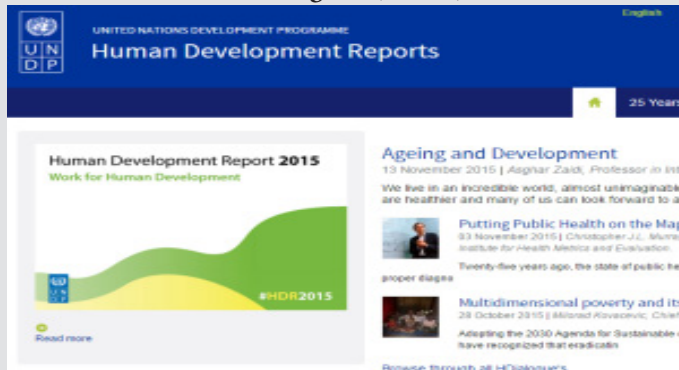 English
UNITED NATIONS DEVELOPMENT PROGRAMME
Human Development Reports
U N
D P
25 Years
Human Development Report 2015
Work for Human Development
#HDR2015
Read more
Ageing and Development
13 November 2015 | Asghar Zaidi, Professor in Int
We live in an incredible world, almost unimaginable
are healthier and many of us can look forward to a
Putting Public Health on the Map
03 November 2015 | Christopher J.L. Murra
Institute for Health Metrics and Evaluation.
Twenty-five years ago, the state of public he
proper diagno
Multidimensional poverty and its
28 October 2015 | Milorad Kovacevic, Chief
Adopting the 2030 Agenda for Sustainable
have recognized that eradicatin
Browse through all HDialogue's